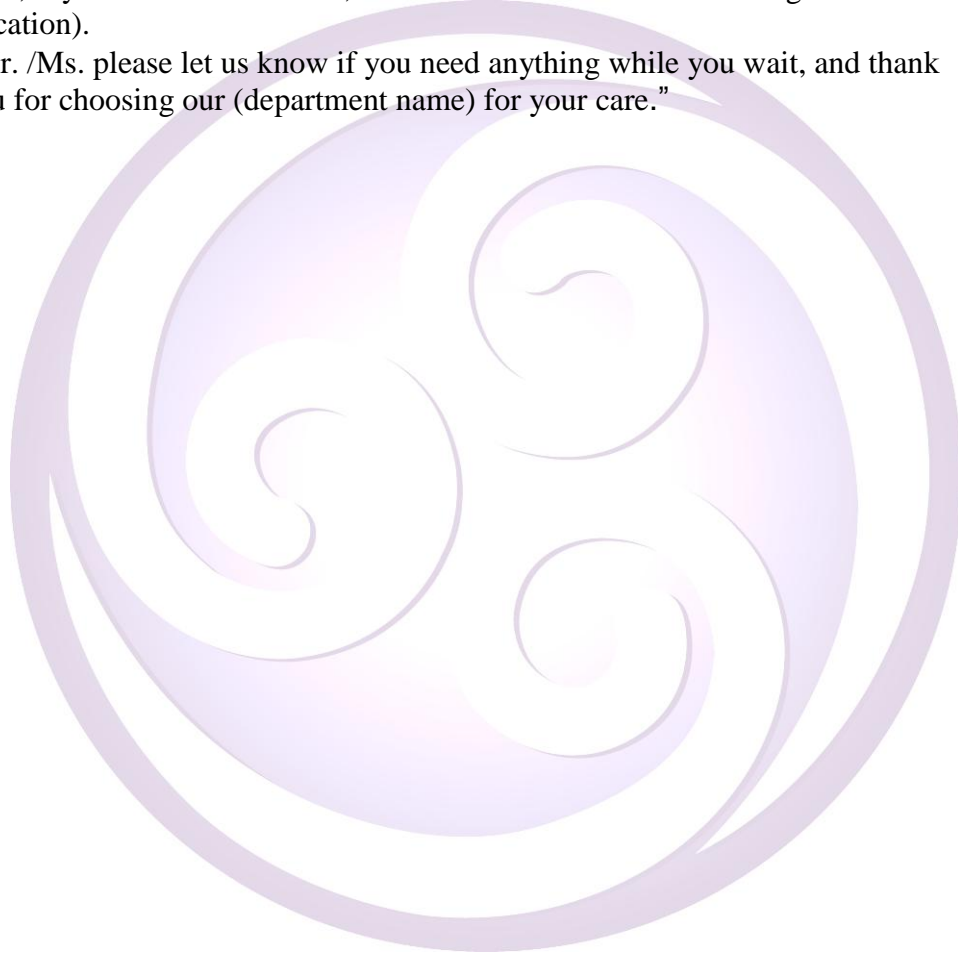 cation).
r. /Ms. please let us know if you need anything while you wait, and thank
u for choosing our (department name) for your care.”